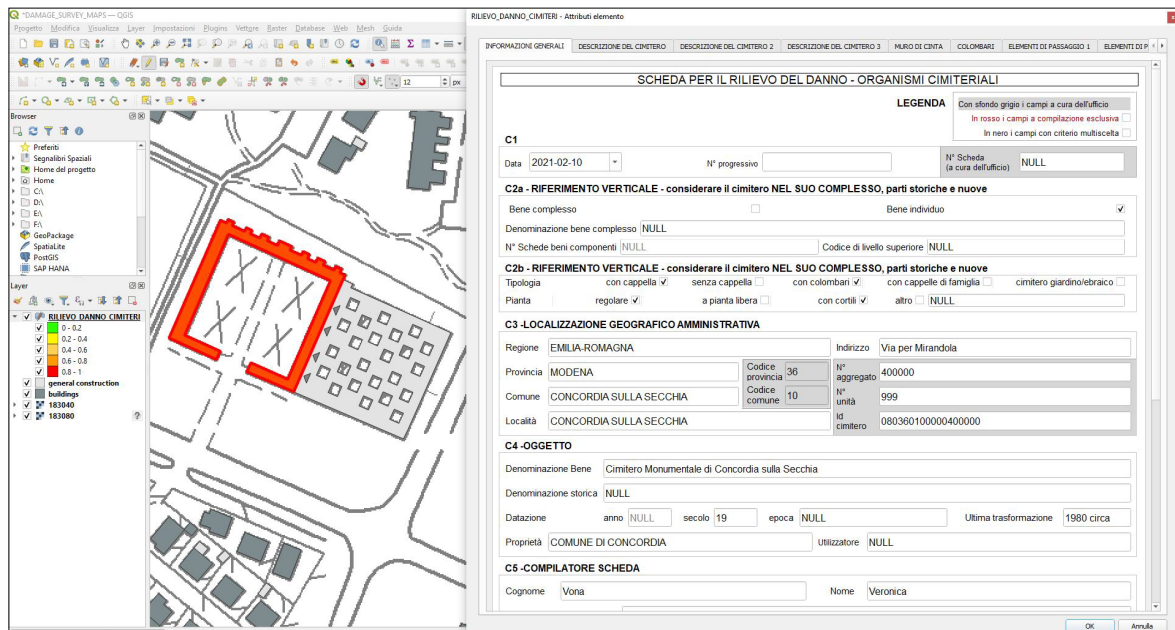 *DAMAGE_SURVEY_MAPS — QGIS
Progetto Modifica Visualizza Layer Impostazioni Plugins Vettore Raster Database Web Mesh Guida
12 px
Browser
Preferiti
Segnalibri Spaziali
Home del progetto
Home
C:\
D:\
E:\
F:\
GeoPackage
SpatiaLite
PostGIS
SAP HANA
Layer
RILIEVO_DANNO_CIMITERI
0 - 0.2
0.2 - 0.4
0.4 - 0.6
0.6 - 0.8
0.8 - 1
general construction
buildings
183040
183080 ?
RILIEVO_DANNO_CIMITERI - Attributi elemento
INFORMAZIONI GENERALI DESCRIZIONE DEL CIMITERO DESCRIZIONE DEL CIMITERO 2 DESCRIZIONE DEL CIMITERO 3 MURO DI CINTA COLOMBARI ELEMENTI DI PASSAGGIO 1 ELEMENTI DI P
SCHEDA PER IL RILIEVO DEL DANNO - ORGANISMI CIMITERIALI
LEGENDA Con sfondo grigio i campi a cura dell'ufficio
In rosso i campi a compilazione esclusiva
In nero i campi con criterio multiscelta
C1
Data 2021-02-10 N° progressivo N° Scheda (a cura dell'ufficio) NULL
C2a - RIFERIMENTO VERTICALE - considerare il cimitero NEL SUO COMPLESSO, parti storiche e nuove
Bene complesso Bene individuo
Denominazione bene complesso NULL
N° Schede beni componenti NULL Codice di livello superiore NULL
C2b - RIFERIMENTO VERTICALE - considerare il cimitero NEL SUO COMPLESSO, parti storiche e nuove
Tipologia con cappella senza cappella con colombari con cappelle di famiglia cimitero giardino/ebraico
Pianta regolare a pianta libera con cortili altro NULL
C3 -LOCALIZZAZIONE GEOGRAFICO AMMINISTRATIVA
Regione EMILIA-ROMAGNA Indirizzo Via per Mirandola
Provincia MODENA Codice provincia 36 N° aggregato 400000
Comune CONCORDIA SULLA SECCHIA Codice comune 10 N° unità 999
Località CONCORDIA SULLA SECCHIA Id cimitero 080360100000400000
C4 -OGGETTO
Denominazione Bene Cimitero Monumentale di Concordia sulla Secchia
Denominazione storica NULL
Datazione anno NULL secolo 19 epoca NULL Ultima trasformazione 1980 circa
Proprietà COMUNE DI CONCORDIA Utilizzatore NULL
C5 -COMPILATORE SCHEDA
Cognome Vona Nome Veronica
OK Annulla